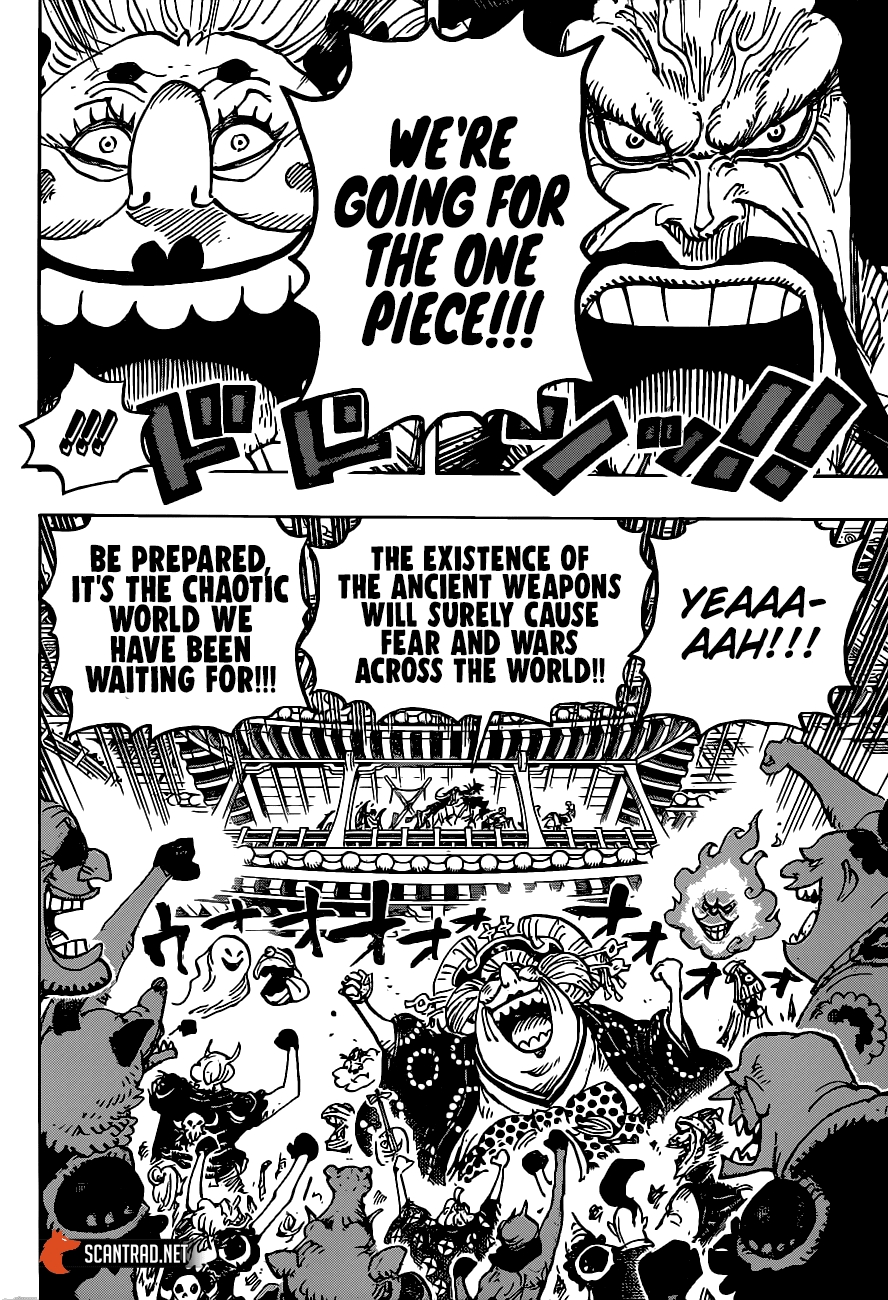 WE'RE
GOING FOR
THE ONE
PIECE!!!
!!!
ドドンッ!!
YEAAA-
AAH!!!
THE EXISTENCE OF
THE ANCIENT WEAPONS
WILL SURELY CAUSE
FEAR AND WARS
ACROSS THE WORLD!!
BE PREPARED,
IT'S THE CHAOTIC
WORLD WE
HAVE BEEN
WAITING FOR!!!
ウオオオオオオオオ
SCANTRAD.NET